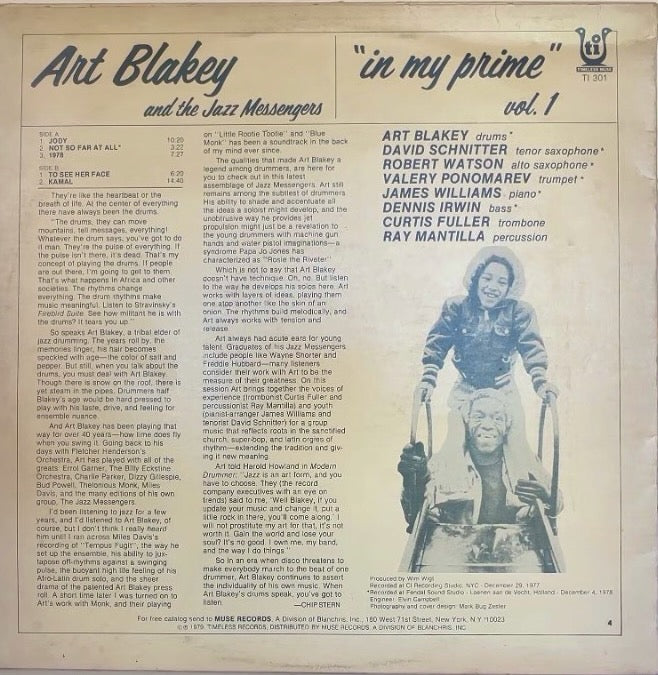 Art Blakey
and the Jazz Messengers
"in my prime"
vol. 1
ti
TIMELESS MUSE
TI 301
SIDE A
1. JODY 10:20
2. NOT SO FAR AT ALL* 3:22
3. 1978 7:27
SIDE B
1. TO SEE HER FACE 6:20
2. KAMAL 14:40
They're like the heartbeat or the
breath of life. At the center of everything
there have always been the drums.
"The drums, they can move
mountains, tell messages, everything!
Whatever the drum says, you've got to do
it man. They're the pulse of everything. If
the pulse isn't there, it's dead. That's my
concept of playing the drums. If people
are out there, I'm going to get to them.
That's what happens in Africa and other
societies. The rhythms change
everything. The drum rhythms make
music meaningful. Listen to Stravinsky's
Firebird Suite. See how militant he is with
the drums? It tears you up."
So speaks Art Blakey, a tribal elder of
jazz drumming. The years roll by, the
memories linger, his hair becomes
speckled with age—the color of salt and
pepper. But still, when you talk about the
drums, you must deal with Art Blakey.
Though there is snow on the roof, there is
yet steam in the pipes. Drummers half
Blakey's age would be hard pressed to
play with his taste, drive, and feeling for
ensemble nuance.
And Art Blakey has been playing that
way for over 40 years—how time does fly
when you swing it. Going back to his
days with Fletcher Henderson's
Orchestra, Art has played with all of the
greats: Errol Garner, The Billy Eckstine
Orchestra, Charlie Parker, Dizzy Gillespie,
Bud Powell, Thelonious Monk, Miles
Davis, and the many editions of his own
group, The Jazz Messengers.
I'd been listening to jazz for a few
years, and I'd listened to Art Blakey, of
course, but I don't think I really heard
him until I ran across Miles Davis's
recording of "Tempus Fugit", the way he
set up the ensemble, his ability to jux-
tapose off-rhythms against a swinging
pulse, the buoyant high life feeling of his
Afro-Latin drum solo, and the sheer
drama of the patented Art Blakey press
roll. A short time later I was turned on to
Art's work with Monk, and their playing
on "Little Rootie Tootie" and "Blue
Monk" has been a soundtrack in the back
of my mind ever since.
The qualities that made Art Blakey a
legend among drummers, are here for
you to check out in this latest
assemblage of Jazz Messengers. Art still
remains among the subtlest of drummers.
His ability to shade and accentuate all
the ideas a soloist might develop, and the
unobtrusive way he provides jet
propulsion might just be a revelation to
the young drummers with machine gun
hands and water pistol imaginations—a
syndrome Papa Jo Jones has
characterized as "Rosie the Riveter".
Which is not to say that Art Blakey
doesn't have technique. Oh, no. But listen
to the way he develops his solos here. Art
works with layers of ideas, playing them
one atop another like the skin of an
onion. The rhythms build melodically, and
Art always works with tension and
release.
Art always had acute ears for young
talent. Graduates of his Jazz Messengers
include people like Wayne Shorter and
Freddie Hubbard—many listeners
consider their work with Art to be the
measure of their greatness. On this
session Art brings together the voices of
experience (trombonist Curtis Fuller and
percussionist Ray Mantilla) and youth
(pianist-arranger James Williams and
tenorist David Schnitter) for a group
music that reflects roots in the sanctified
church, super-bop, and latin orgies of
rhythm—extending the tradition and giv-
ing it new meaning.
Art told Harold Howland in Modern
Drummer: "Jazz is an art form, and you
have to choose. They (the record
company executives with an eye on
trends) said to me, 'Well Blakey, if you
update your music and change it, put a
little rock in there, you'll come along.' I
will not prostitute my art for that, it's not
worth it. Gain the world and lose your
soul? It's no good. I own me, my band,
and the way I do things."
So in an era when disco threatens to
make everybody march to the beat of one
drummer, Art Blakey continues to assert
the individuality of his own music. When
Art Blakey's drums speak, you've got to
listen.
—CHIP STERN
ART BLAKEY drums*
DAVID SCHNITTER tenor saxophone*
ROBERT WATSON alto saxophone*
VALERY PONOMAREV trumpet*
JAMES WILLIAMS piano*
DENNIS IRWIN bass*
CURTIS FULLER trombone
RAY MANTILLA percussion
Produced by Wim Wigt
Recorded at CI Recording Studio, NYC - December 29, 1977
*Recorded at Fendal Sound Studio - Loenen aan de Vecht, Holland - December 4, 1978
Engineer: Elvin Campbell
Photography and cover design: Mark Bug Zesler
For free catalog send to MUSE RECORDS, A Division of Blanchris, Inc., 160 West 71st Street, New York, N.Y. 10023
©℗ 1979, TIMELESS RECORDS, DISTRIBUTED BY MUSE RECORDS, A DIVISION OF BLANCHRIS, INC.
4